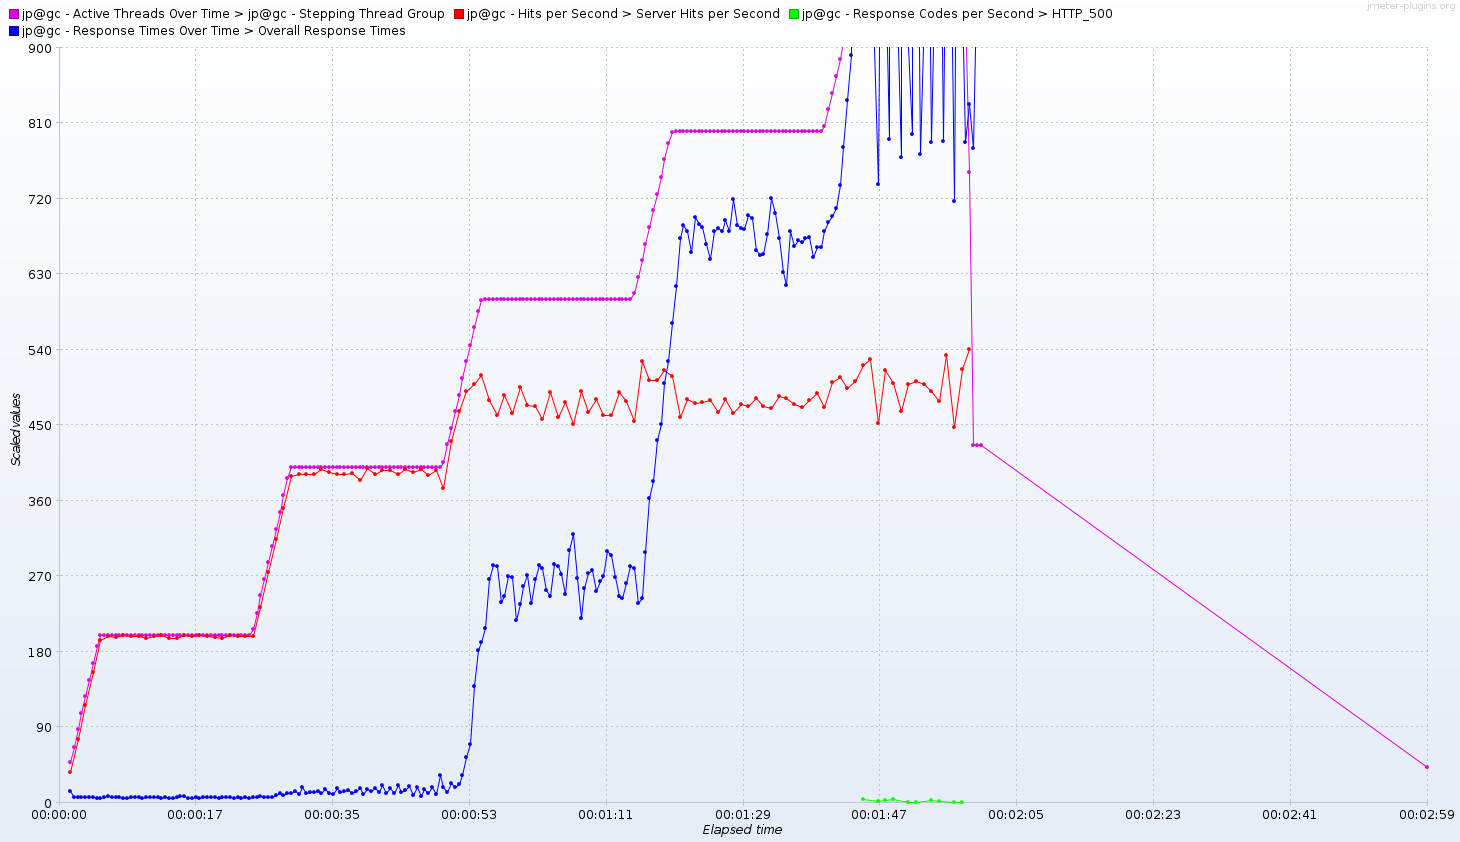 jmeter-plugins.org
jp@gc - Active Threads Over Time > jp@gc - Stepping Thread Group jp@gc - Hits per Second > Server Hits per Second jp@gc - Response Codes per Second > HTTP_500
jp@gc - Response Times Over Time > Overall Response Times
900
810
720
630
540
450
360
270
180
90
0
Scaled values
00:00:00 00:00:17 00:00:35 00:00:53 00:01:11 00:01:29 00:01:47 00:02:05 00:02:23 00:02:41 00:02:59
Elapsed time